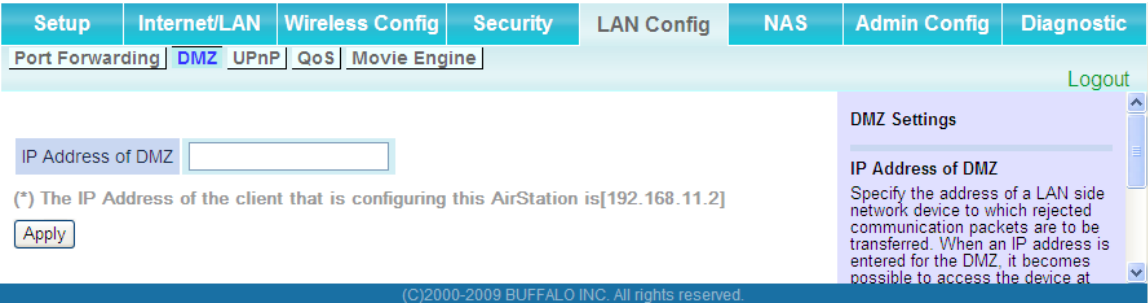 Setup Internet/LAN Wireless Config Security LAN Config NAS Admin Config Diagnostic
Port Forwarding DMZ UPnP QoS Movie Engine
Logout
IP Address of DMZ
(*) The IP Address of the client that is configuring this AirStation is[192.168.11.2]
Apply
DMZ Settings
IP Address of DMZ
Specify the address of a LAN side
network device to which rejected
communication packets are to be
transferred. When an IP address is
entered for the DMZ, it becomes
possible to access the device at
(C)2000-2009 BUFFALO INC. All rights reserved.